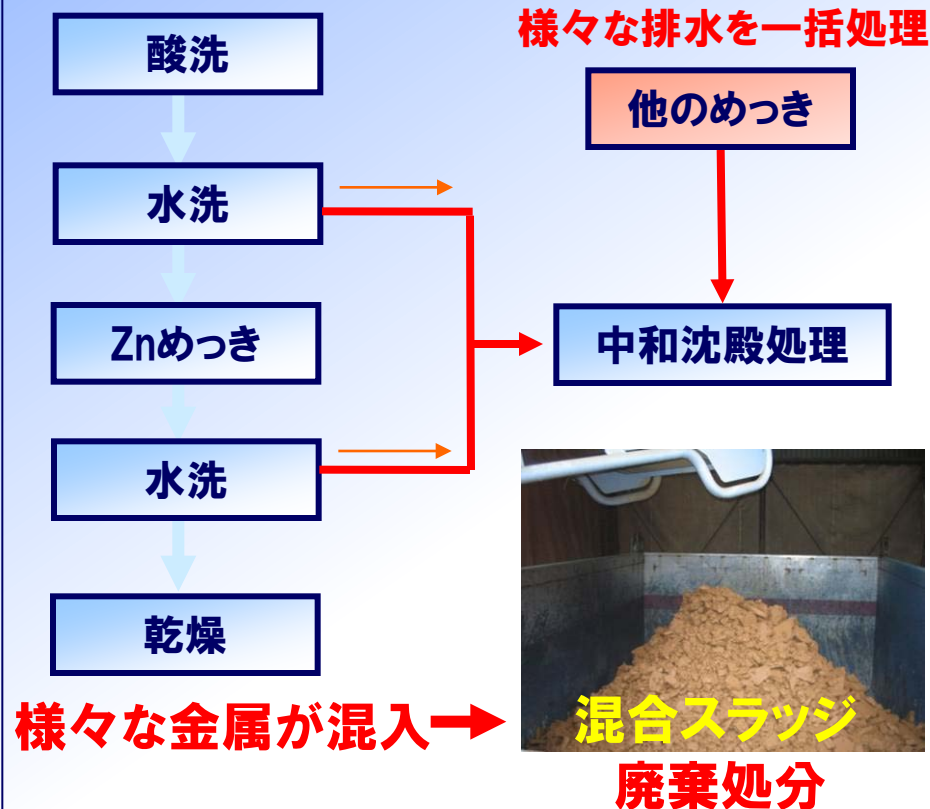 様々な排水を一括処理
酸洗
他のめっき
水洗
Znめっき
中和沈殿処理
水洗
乾燥
様々な金属が混入
混合スラッジ
廃棄処分